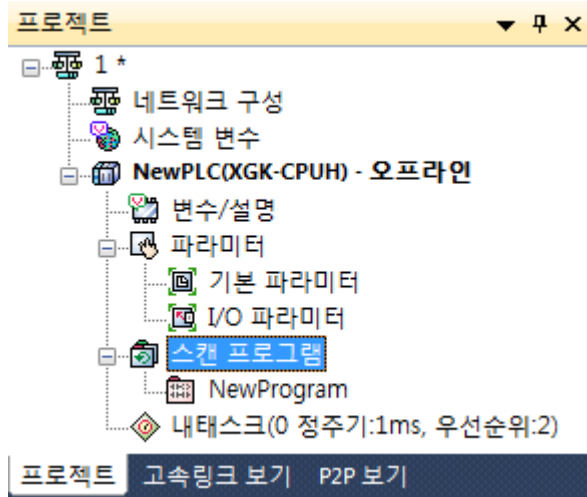 프로젝트
1 *
네트워크 구성
시스템 변수
NewPLC(XGK-CPUH) - 오프라인
변수/설명
파라미터
기본 파라미터
I/O 파라미터
스캔 프로그램
NewProgram
내태스크(0 정주기:1ms, 우선순위:2)
프로젝트 고속링크 보기 P2P 보기